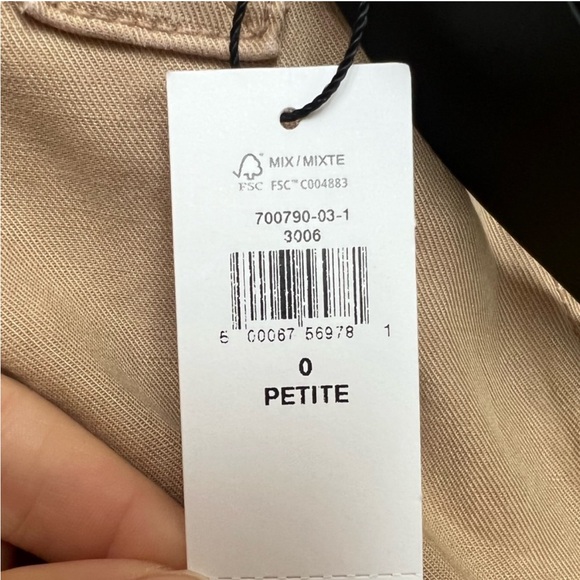 MIX/MIXTE
FSC FSC™ C004883
700790-03-1
3006
5 00067 56978 1
0
PETITE